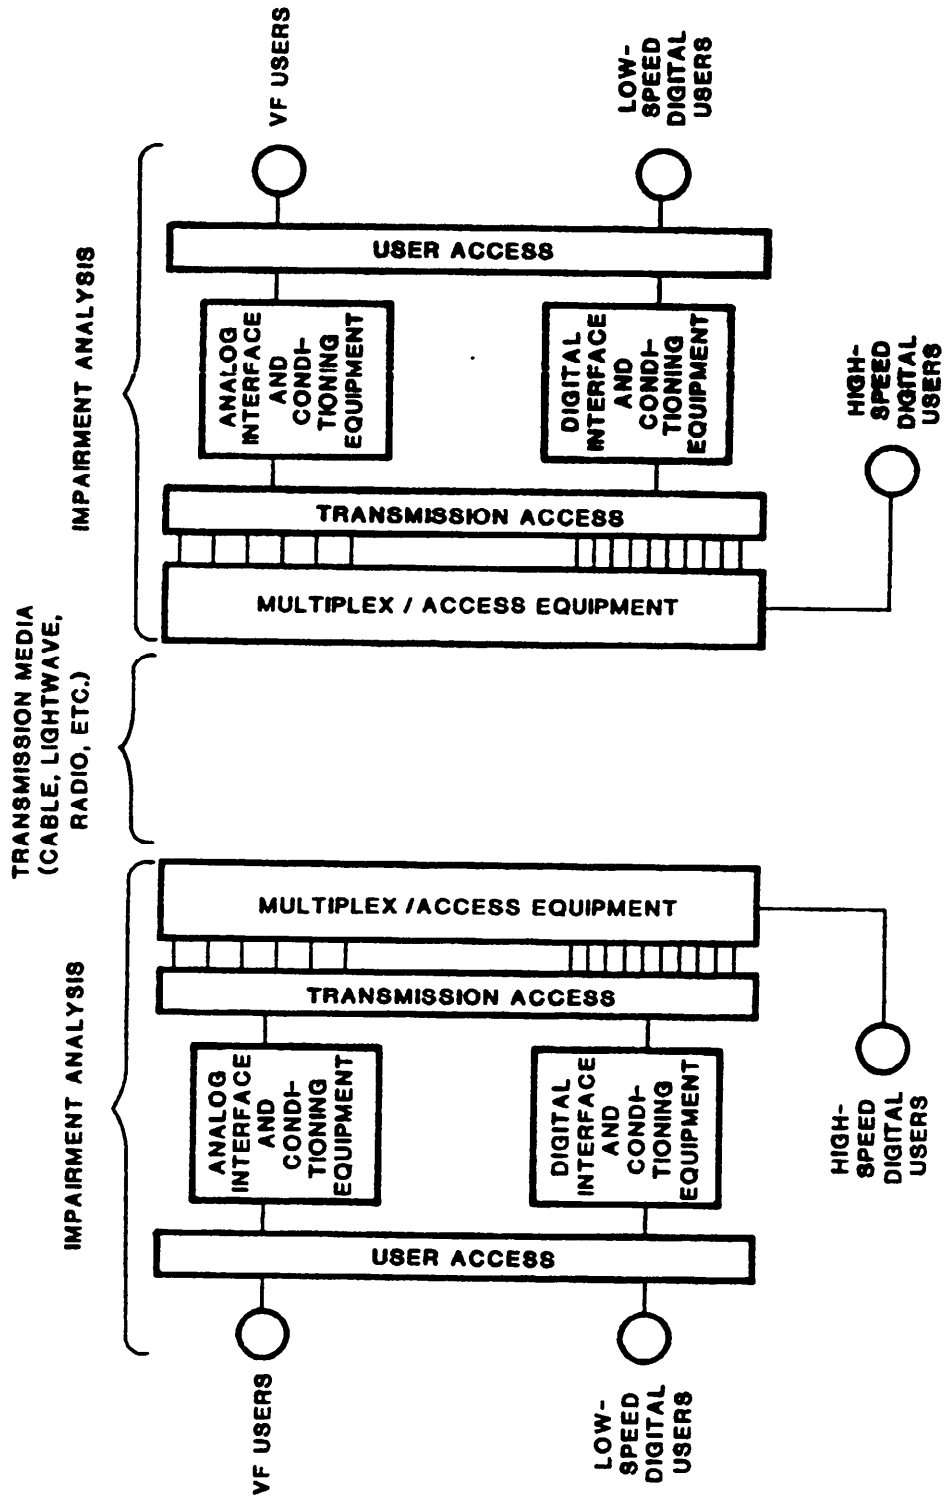 TRANSMISSION MEDIA
(CABLE, LIGHTWAVE,
RADIO, ETC.)
IMPAIRMENT ANALYSIS
IMPAIRMENT ANALYSIS
VF USERS
USER ACCESS
ANALOG
INTERFACE
AND
CONDI-
TIONING
EQUIPMENT
TRANSMISSION ACCESS
MULTIPLEX /ACCESS EQUIPMENT
MULTIPLEX / ACCESS EQUIPMENT
TRANSMISSION ACCESS
ANALOG
INTERFACE
AND
CONDI-
TIONING
EQUIPMENT
USER ACCESS
VF USERS
LOW-
SPEED
DIGITAL
USERS
DIGITAL
INTERFACE
AND
CONDI-
TIONING
EQUIPMENT
DIGITAL
INTERFACE
AND
CONDI-
TIONING
EQUIPMENT
LOW-
SPEED
DIGITAL
USERS
HIGH-
SPEED
DIGITAL
USERS
HIGH-
SPEED
DIGITAL
USERS